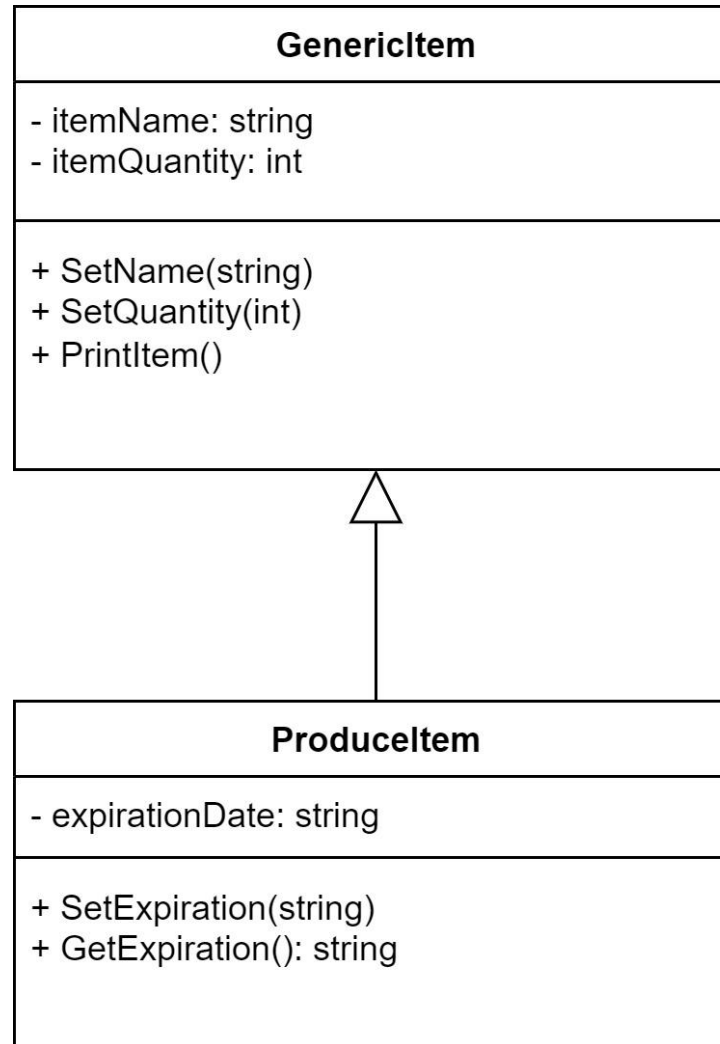 GenericItem
- itemName: string
- itemQuantity: int
+ SetName(string)
+ SetQuantity(int)
+ PrintItem()
ProduceItem
- expirationDate: string
+ SetExpiration(string)
+ GetExpiration(): string